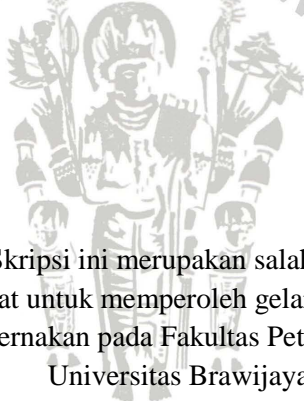 Skripsi ini merupakan salah
at untuk memperoleh gelar
ernakan pada Fakultas Pet
Universitas Brawijaya